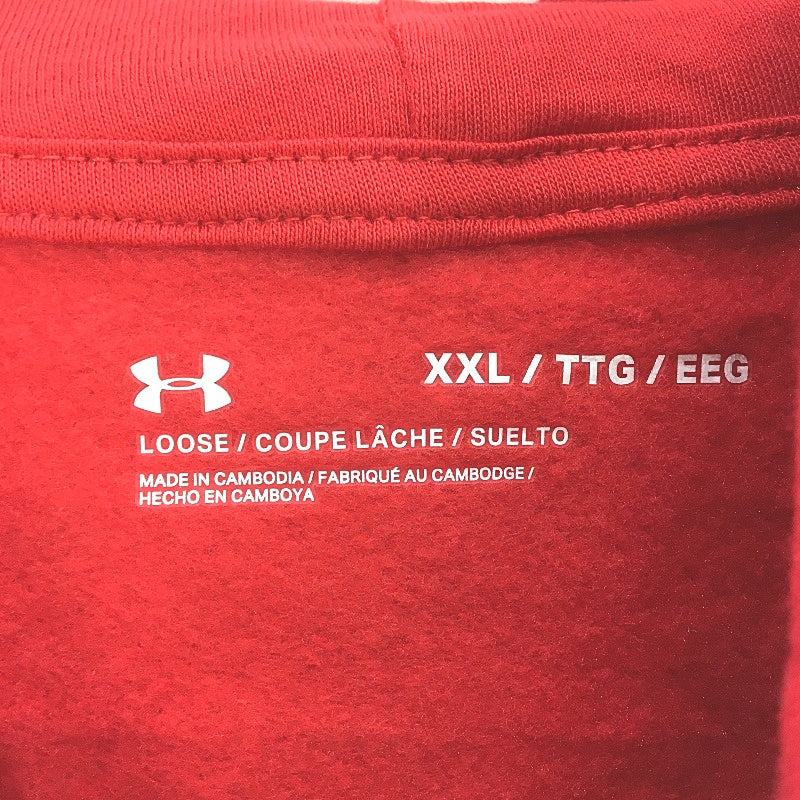 XXL / TTG / EEG
LOOSE / COUPE LÂCHE / SUELTO
MADE IN CAMBODIA / FABRIQUÉ AU CAMBODGE /
HECHO EN CAMBOYA